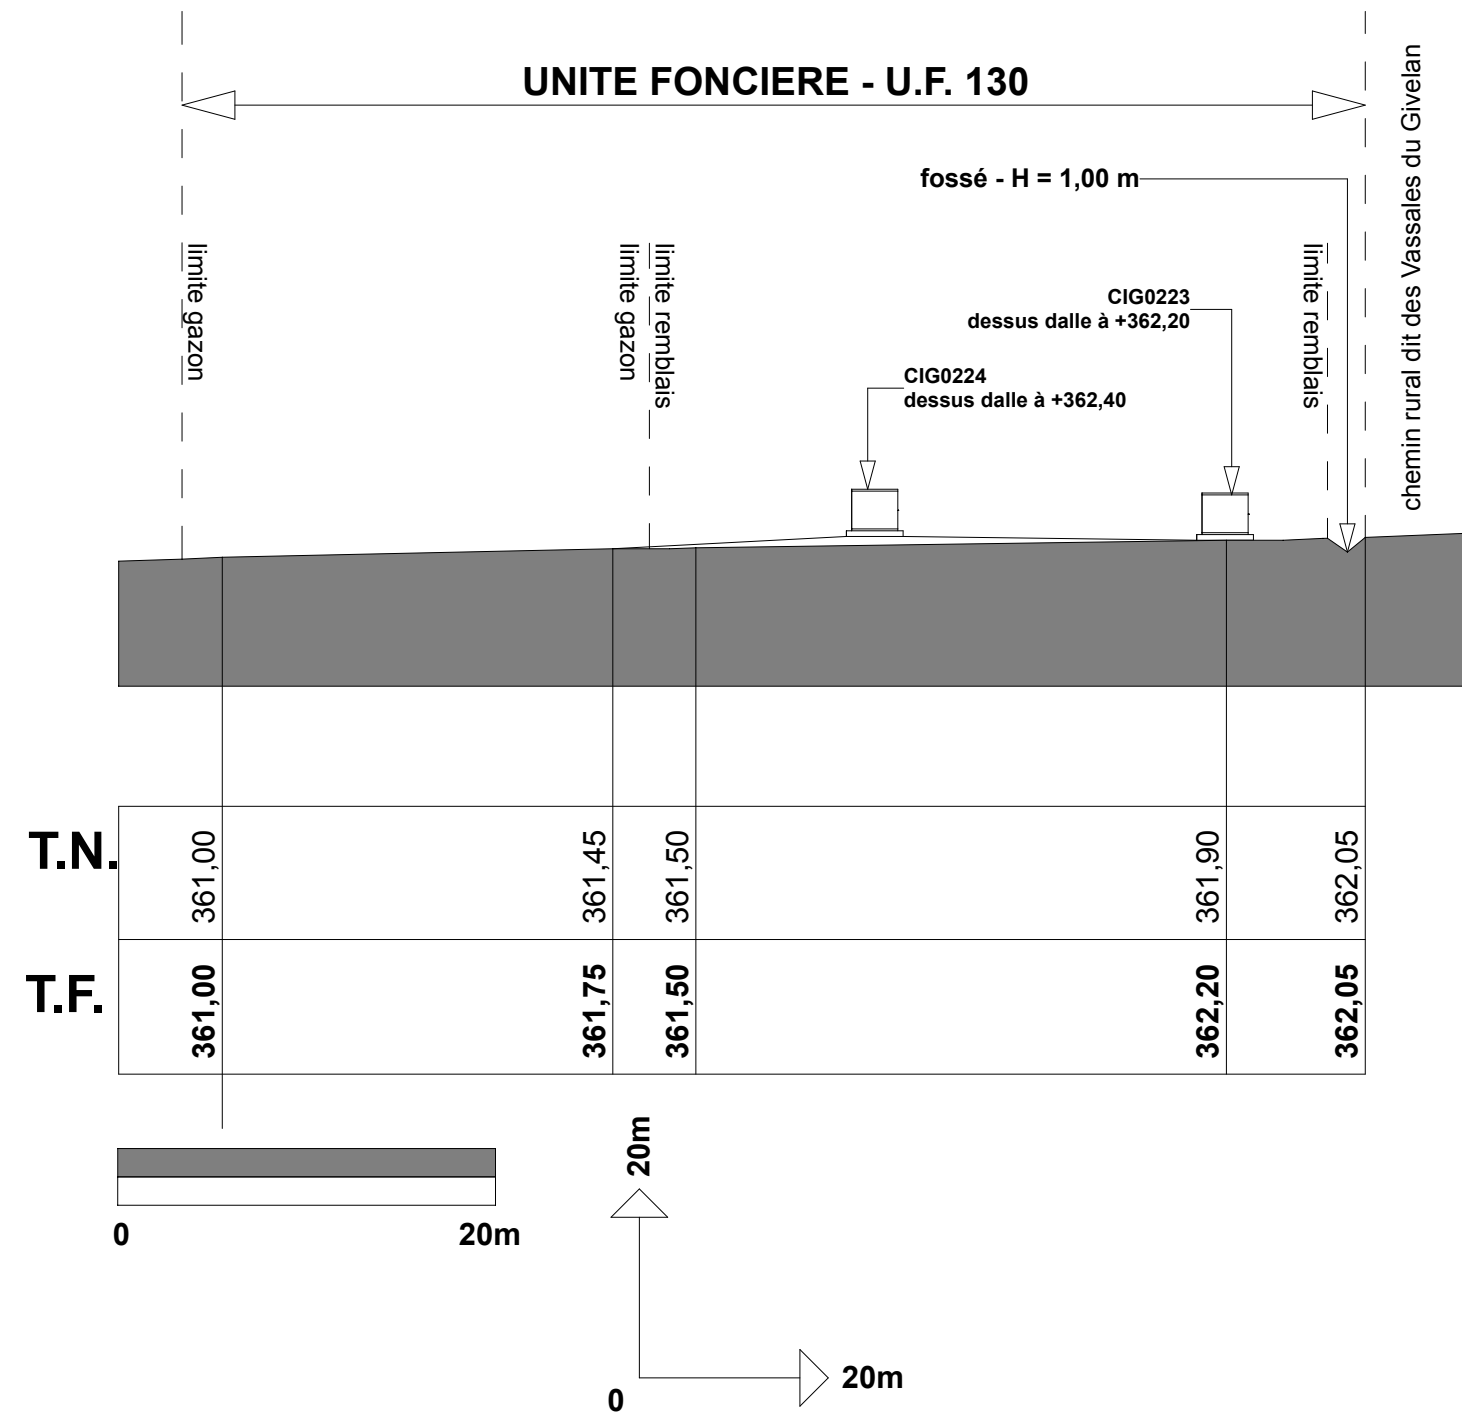 UNITE FONCIERE - U.F. 130
chemin rural dit des Vassales du Givelan
fossé - H = 1,00 m
limite gazon
limite gazon
limite remblais
limite remblais
CIG0223
dessus dalle à +362,20
CIG0224
dessus dalle à +362,40
T.N.
361,00
361,45
361,50
361,90
362,05
T.F.
361,00
361,75
361,50
362,20
362,05
0
20m
20m
0
20m